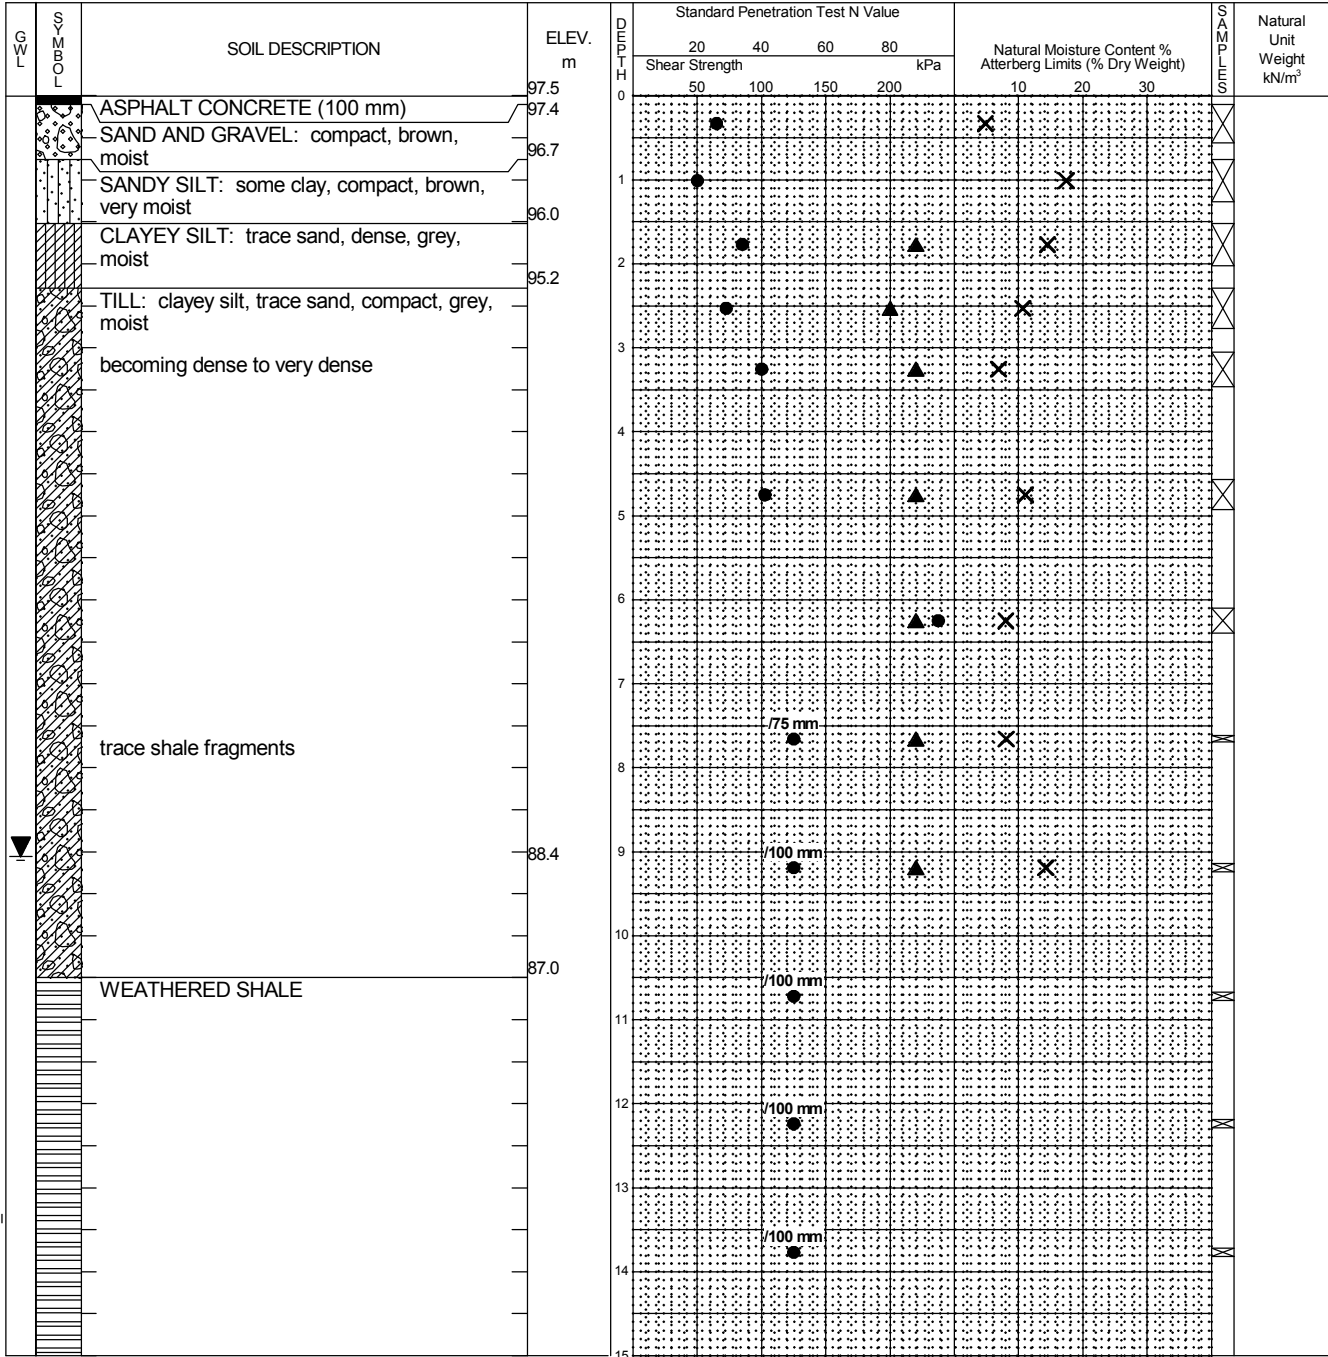 GWL
SYMBOL
SOIL DESCRIPTION
ELEV.
m
97.5
DEPTH
Standard Penetration Test N Value
20 40 60 80
Shear Strength kPa
50 100 150 200
Natural Moisture Content %
Atterberg Limits (% Dry Weight)
10 20 30
SAMPLES
Natural
Unit
Weight
kN/m³
0
ASPHALT CONCRETE (100 mm)
97.4
SAND AND GRAVEL: compact, brown,
moist
96.7
SANDY SILT: some clay, compact, brown,
very moist
1
96.0
CLAYEY SILT: trace sand, dense, grey,
moist
2
95.2
TILL: clayey silt, trace sand, compact, grey,
moist
becoming dense to very dense
3
4
5
6
7
/75 mm
trace shale fragments
8
88.4
9
/100 mm
10
87.0
WEATHERED SHALE
/100 mm
11
12
/100 mm
13
/100 mm
14
15